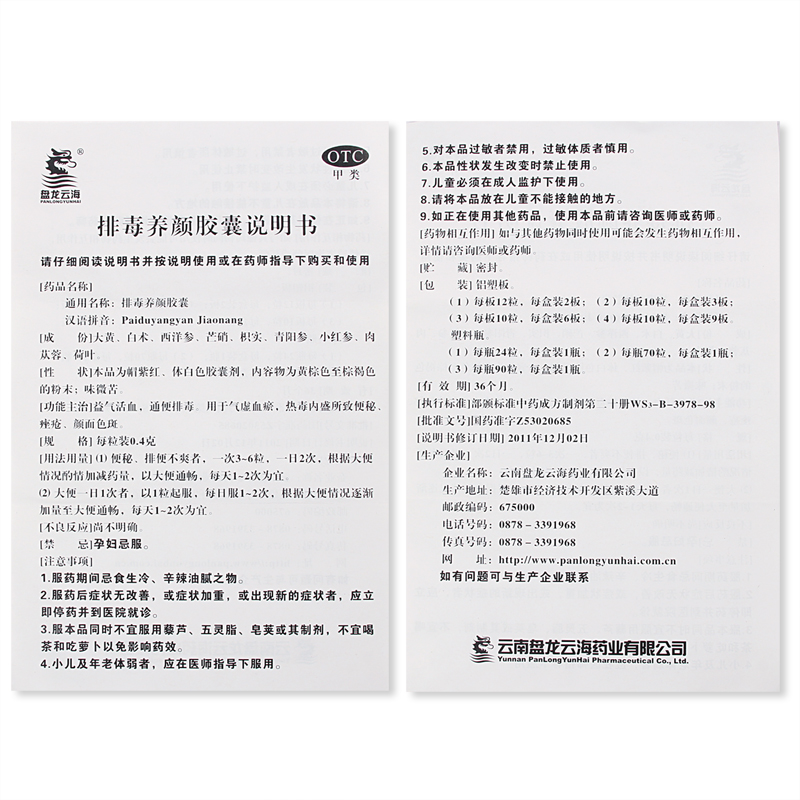 盘龙云海
PANLONGYUNHAI
®
OTC
甲类
排毒养颜胶囊说明书
请仔细阅读说明书并按说明使用或在药师指导下购买和使用
[药品名称]
通用名称：排毒养颜胶囊
汉语拼音：Paiduyangyan Jiaonang
[成　份]大黄、白术、西洋参、芒硝、枳实、青阳参、小红参、肉
苁蓉、荷叶。
[性　状]本品为帽紫红、体白色胶囊剂，内容物为黄棕色至棕褐色
的粉末；味微苦。
[功能主治]益气活血，通便排毒。用于气虚血瘀，热毒内盛所致便秘、
痤疮、颜面色斑。
[规　格]每粒装0.4克
[用法用量]⑴ 便秘、排便不爽者，一次3~6粒，一日2次，根据大便
情况酌情加减药量，以大便通畅，每天1~2次为宜。
⑵ 大便一日1次者，以1粒起服，每日服1~2次，根据大便情况逐渐
加量至大便通畅，每天1~2次为宜。
[不良反应]尚不明确。
[禁　忌]孕妇忌服。
[注意事项]
1.服药期间忌食生冷、辛辣油腻之物。
2.服药后症状无改善，或症状加重，或出现新的症状者，应立
即停药并到医院就诊。
3.服本品同时不宜服用藜芦、五灵脂、皂荚或其制剂，不宜喝
茶和吃萝卜以免影响药效。
4.小儿及年老体弱者，应在医师指导下服用。
5.对本品过敏者禁用，过敏体质者慎用。
6.本品性状发生改变时禁止使用。
7.儿童必须在成人监护下使用。
8.请将本品放在儿童不能接触的地方。
9.如正在使用其他药品，使用本品前请咨询医师或药师。
[药物相互作用] 如与其他药物同时使用可能会发生药物相互作用，
详情请咨询医师或药师。
[贮　藏] 密封。
[包　装] 铝塑板。
（1）每板12粒，每盒装2板；（2）每板10粒，每盒装3板；
（3）每板10粒，每盒装6板；（4）每板10粒，每盒装9板。
塑料瓶。
（1）每瓶24粒，每盒装1瓶；（2）每瓶70粒，每盒装1瓶；
（3）每瓶90粒，每盒装1瓶。
[有 效 期] 36个月。
[执行标准] 部颁标准中药成方制剂第二十册WS3-B-3978-98
[批准文号] 国药准字Z53020685
[说明书修订日期] 2011年12月02日
[生产企业]
企业名称：云南盘龙云海药业有限公司
生产地址：楚雄市经济技术开发区紫溪大道
邮政编码：675000
电话号码：0878－3391968
传真号码：0878－3391968
网　址：http://www.panlongyunhai.com.cn
如有问题可与生产企业联系
云南盘龙云海药业有限公司
Yunnan PanLongYunHai Pharmaceutical Co., Ltd.